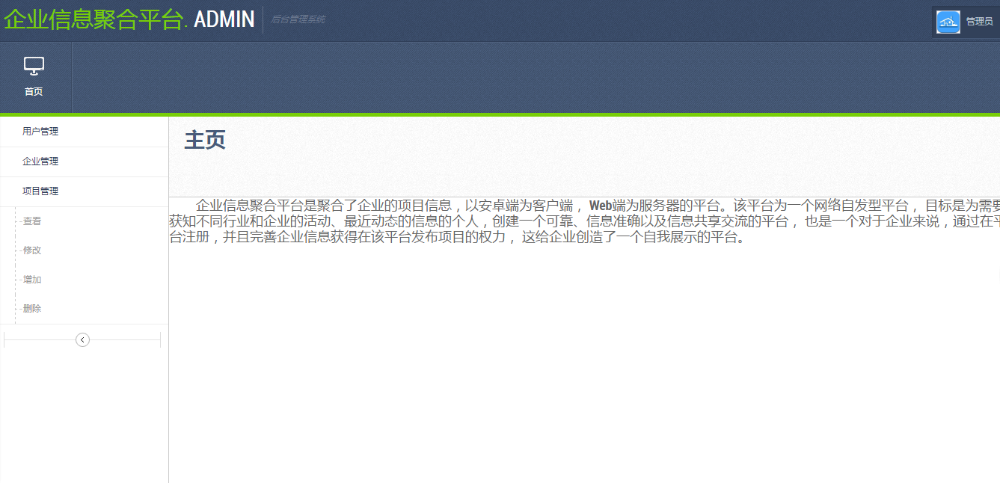 企业信息聚合平台. ADMIN
后台管理系统
管理员
首页
用户管理
企业管理
项目管理
查看
修改
增加
删除
主页
企业信息聚合平台是聚合了企业的项目信息，以安卓端为客户端， Web端为服务器的平台。该平台为一个网络自发型平台， 目标是为需要
获知不同行业和企业的活动、最近动态的信息的个人，创建一个可靠、信息准确以及信息共享交流的平台， 也是一个对于企业来说，通过在平
台注册，并且完善企业信息获得在该平台发布项目的权力， 这给企业创造了一个自我展示的平台。